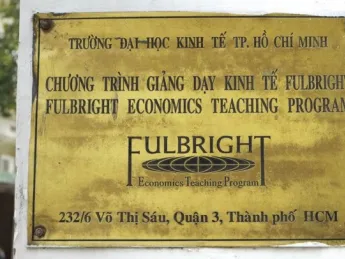 TRƯỜNG ĐẠI HỌC KINH TẾ TP. HỒ CHÍ MINH
CHƯƠNG TRÌNH GIẢNG DẠY KINH TẾ FULBRIGHT
FULBRIGHT ECONOMICS TEACHING PROGRAM
FULBRIGHT
Economics Teaching Program
232/6 Võ Thị Sáu, Quận 3, Thành phố HCM